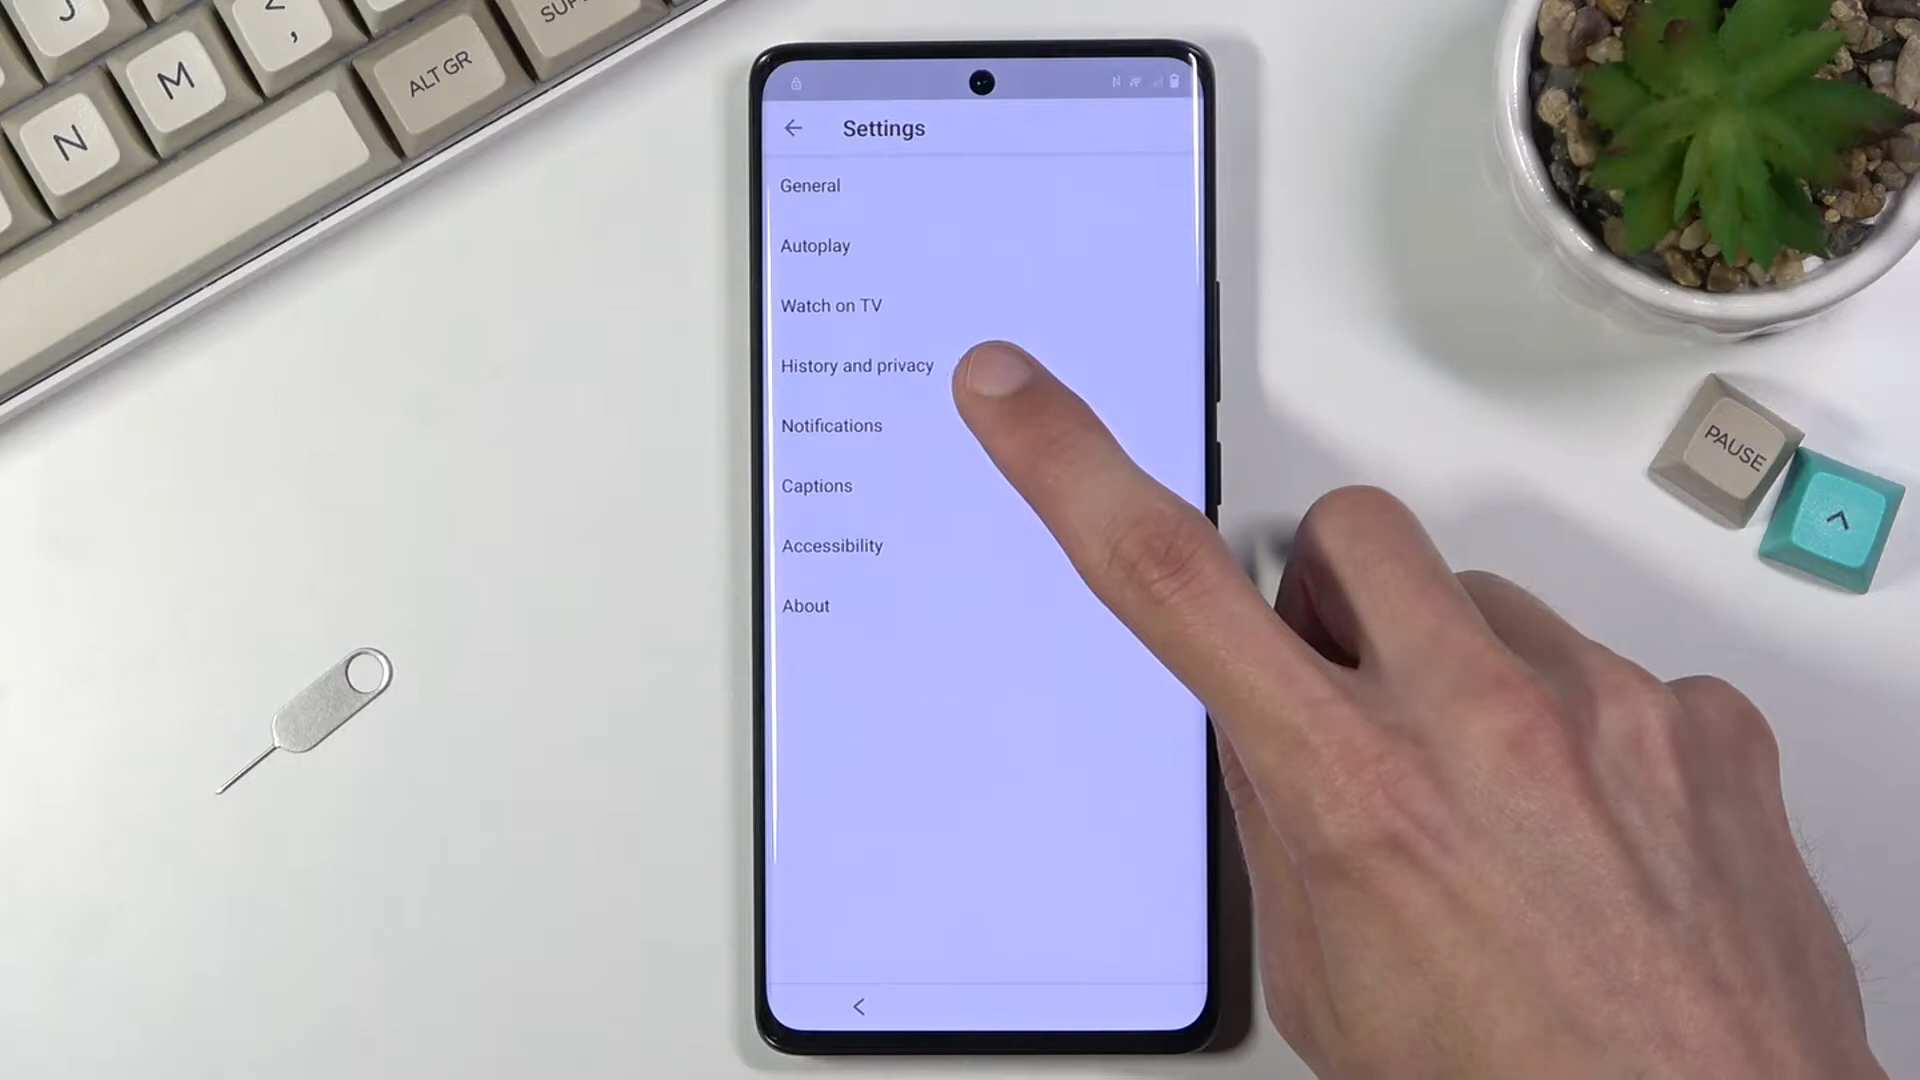 J
M
<
,
ALT GR
N
Settings
General
Autoplay
Watch on TV
History and privacy
Notifications
Captions
Accessibility
About
PAUSE
^